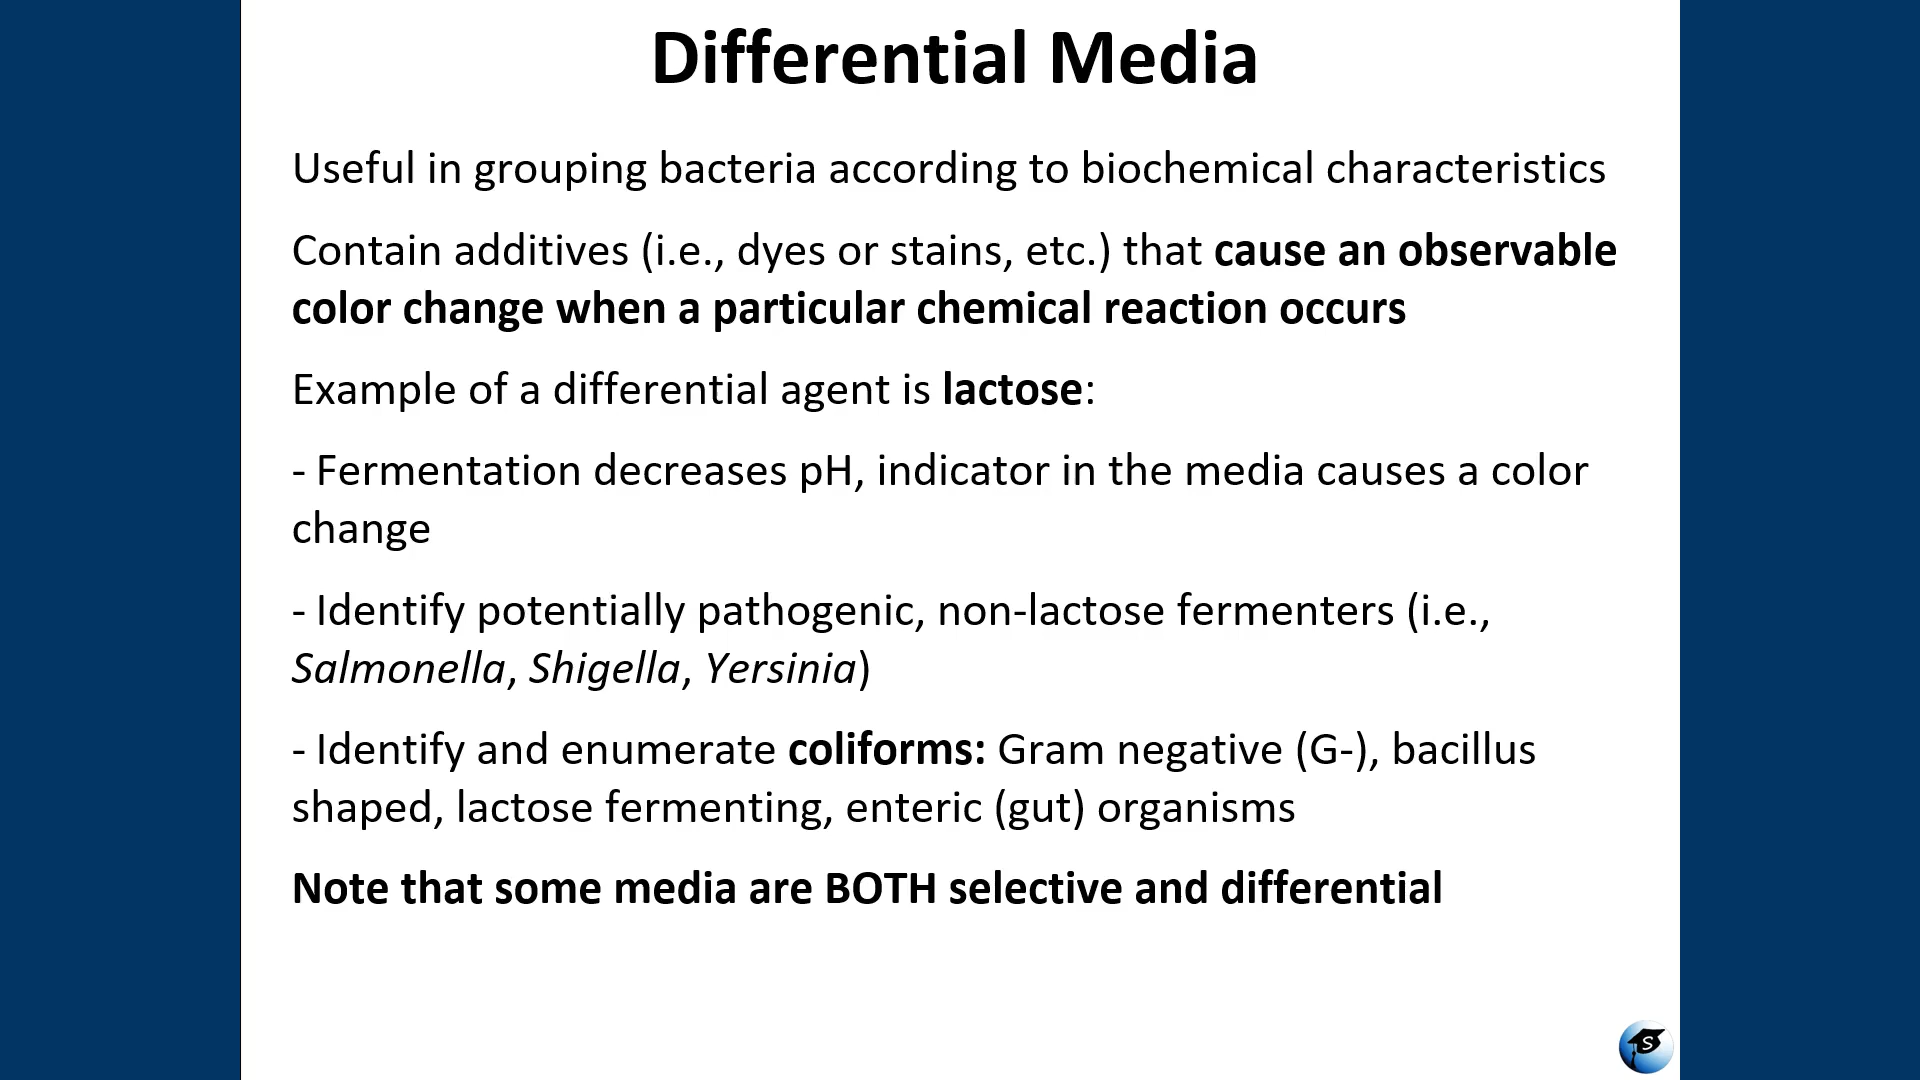 Differential Media
Useful in grouping bacteria according to biochemical characteristics
Contain additives (i.e., dyes or stains, etc.) that cause an observable
color change when a particular chemical reaction occurs
Example of a differential agent is lactose:
- Fermentation decreases pH, indicator in the media causes a color
change
- Identify potentially pathogenic, non-lactose fermenters (i.e.,
Salmonella, Shigella, Yersinia)
- Identify and enumerate coliforms: Gram negative (G-), bacillus
shaped, lactose fermenting, enteric (gut) organisms
Note that some media are BOTH selective and differential
S